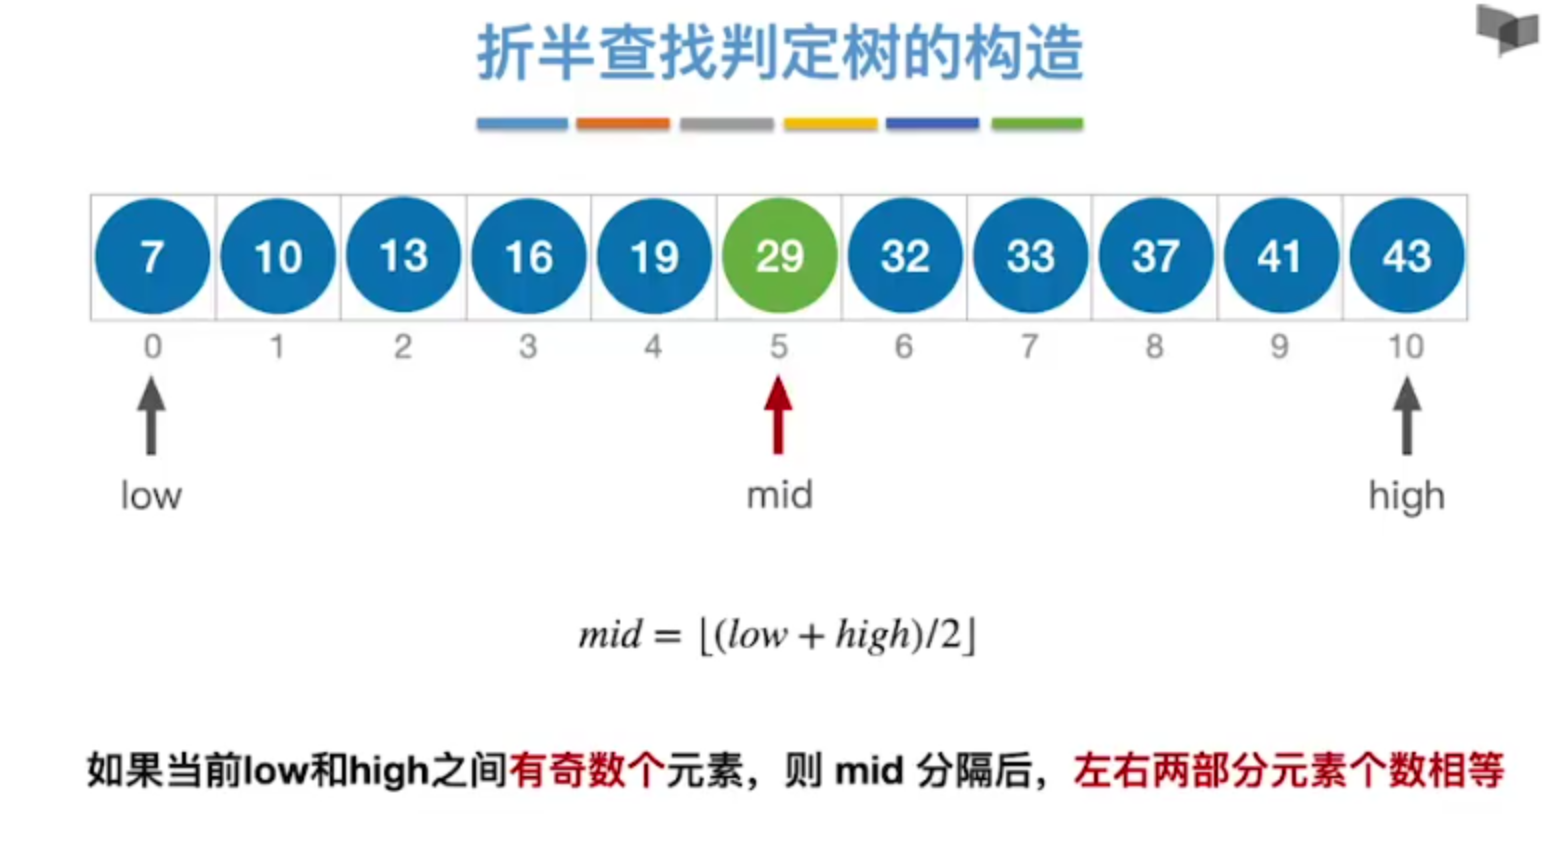 折半查找判定树的构造
7 10 13 16 19 29 32 33 37 41 43
0 1 2 3 4 5 6 7 8 9 10
low mid high
mid = ⌊(low + high)/2⌋
如果当前low和high之间有奇数个元素，则 mid 分隔后，左右两部分元素个数相等